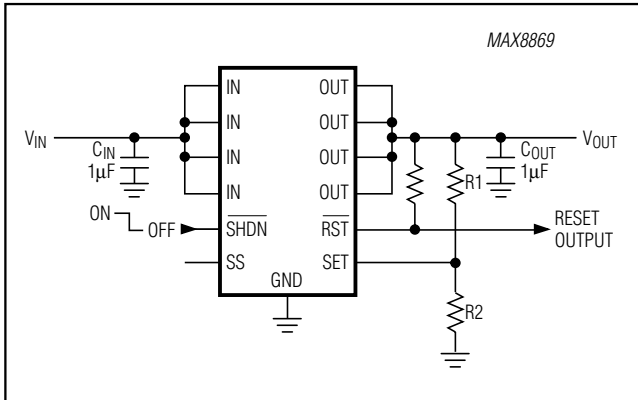 MAX8869
IN
OUT
IN
OUT
VIN
CIN
1µF
IN
OUT
VOUT
COUT
1µF
IN
OUT
R1
ON
OFF
SHDN
RST
RESET
OUTPUT
SS
SET
GND
R2